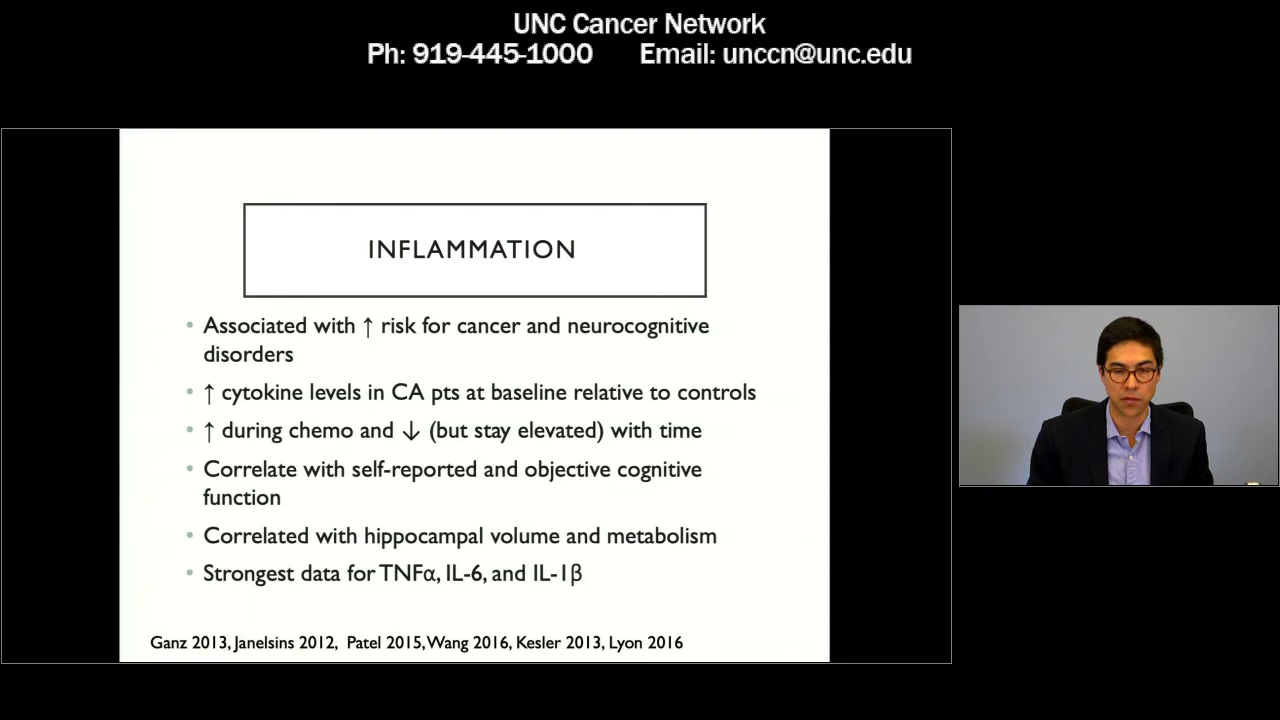 UNC Cancer Network
Ph: 919-445-1000 Email: unccn@unc.edu
INFLAMMATION
• Associated with ↑ risk for cancer and neurocognitive
disorders
• ↑ cytokine levels in CA pts at baseline relative to controls
• ↑ during chemo and ↓ (but stay elevated) with time
• Correlate with self-reported and objective cognitive
function
• Correlated with hippocampal volume and metabolism
• Strongest data for TNFα, IL-6, and IL-1β
Ganz 2013, Janelsins 2012, Patel 2015, Wang 2016, Kesler 2013, Lyon 2016